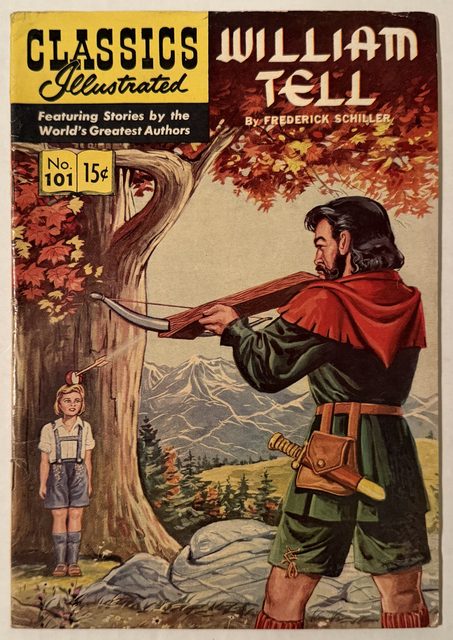 CLASSICS
Illustrated
Featuring Stories by the
World's Greatest Authors
WILLIAM
TELL
By FREDERICK SCHILLER
No.
101
15¢